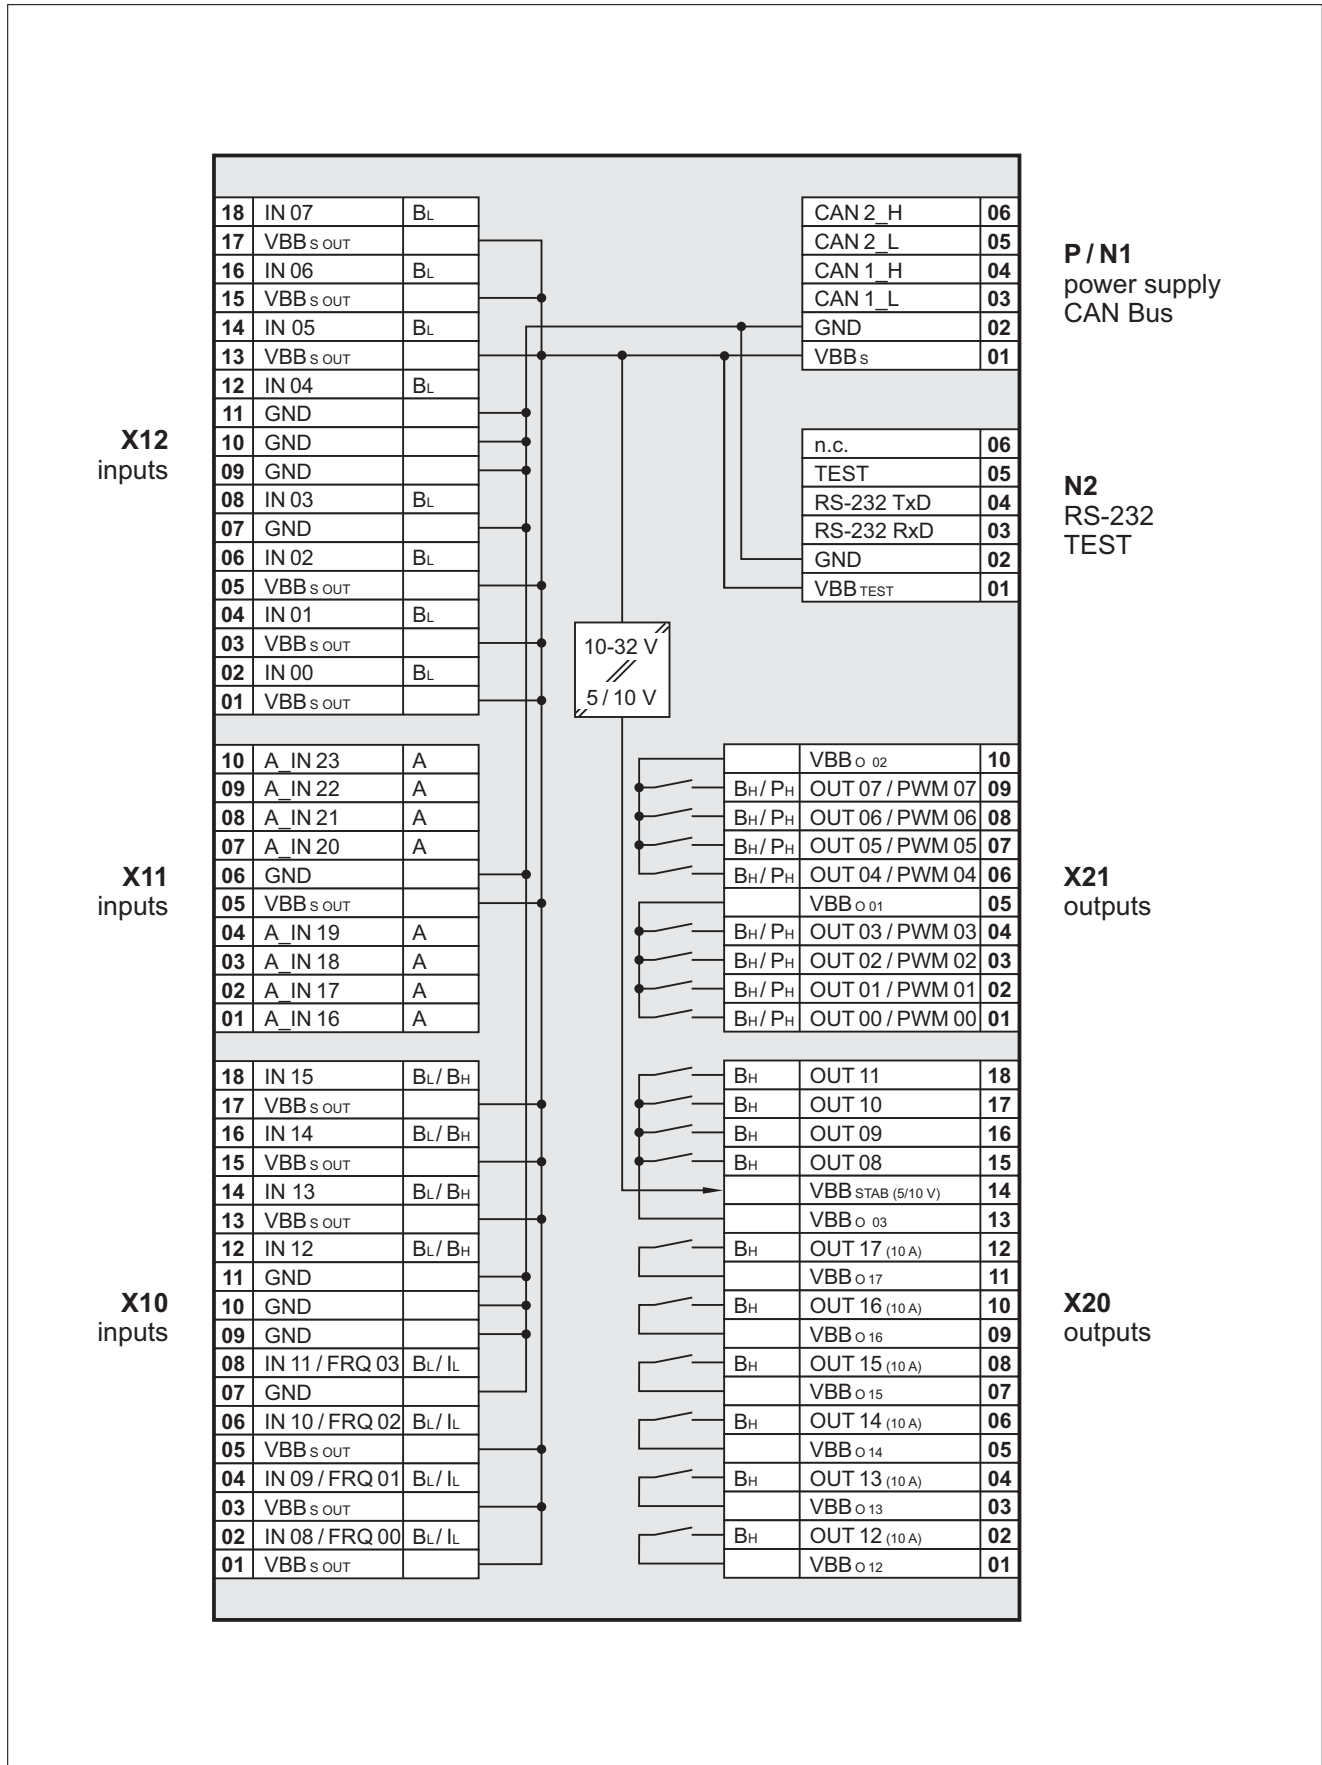 X12
inputs
18 IN 07 BL
17 VBB S OUT
16 IN 06 BL
15 VBB S OUT
14 IN 05 BL
13 VBB S OUT
12 IN 04 BL
11 GND
10 GND
09 GND
08 IN 03 BL
07 GND
06 IN 02 BL
05 VBB S OUT
04 IN 01 BL
03 VBB S OUT
02 IN 00 BL
01 VBB S OUT
X11
inputs
10 A_IN 23 A
09 A_IN 22 A
08 A_IN 21 A
07 A_IN 20 A
06 GND
05 VBB S OUT
04 A_IN 19 A
03 A_IN 18 A
02 A_IN 17 A
01 A_IN 16 A
X10
inputs
18 IN 15 BL / BH
17 VBB S OUT
16 IN 14 BL / BH
15 VBB S OUT
14 IN 13 BL / BH
13 VBB S OUT
12 IN 12 BL / BH
11 GND
10 GND
09 GND
08 IN 11 / FRQ 03 BL / IL
07 GND
06 IN 10 / FRQ 02 BL / IL
05 VBB S OUT
04 IN 09 / FRQ 01 BL / IL
03 VBB S OUT
02 IN 08 / FRQ 00 BL / IL
01 VBB S OUT
10-32 V
5 / 10 V
CAN 2_H 06
CAN 2_L 05
CAN 1_H 04
CAN 1_L 03
GND 02
VBB S 01
P / N1
power supply
CAN Bus
n.c. 06
TEST 05
RS-232 TxD 04
RS-232 RxD 03
GND 02
VBB TEST 01
N2
RS-232
TEST
VBB O 02 10
BH / PH OUT 07 / PWM 07 09
BH / PH OUT 06 / PWM 06 08
BH / PH OUT 05 / PWM 05 07
BH / PH OUT 04 / PWM 04 06
VBB O 01 05
BH / PH OUT 03 / PWM 03 04
BH / PH OUT 02 / PWM 02 03
BH / PH OUT 01 / PWM 01 02
BH / PH OUT 00 / PWM 00 01
X21
outputs
BH OUT 11 18
BH OUT 10 17
BH OUT 09 16
BH OUT 08 15
VBB STAB (5/10 V) 14
VBB O 03 13
BH OUT 17 (10 A) 12
VBB O 17 11
BH OUT 16 (10 A) 10
VBB O 16 09
BH OUT 15 (10 A) 08
VBB O 15 07
BH OUT 14 (10 A) 06
VBB O 14 05
BH OUT 13 (10 A) 04
VBB O 13 03
BH OUT 12 (10 A) 02
VBB O 12 01
X20
outputs